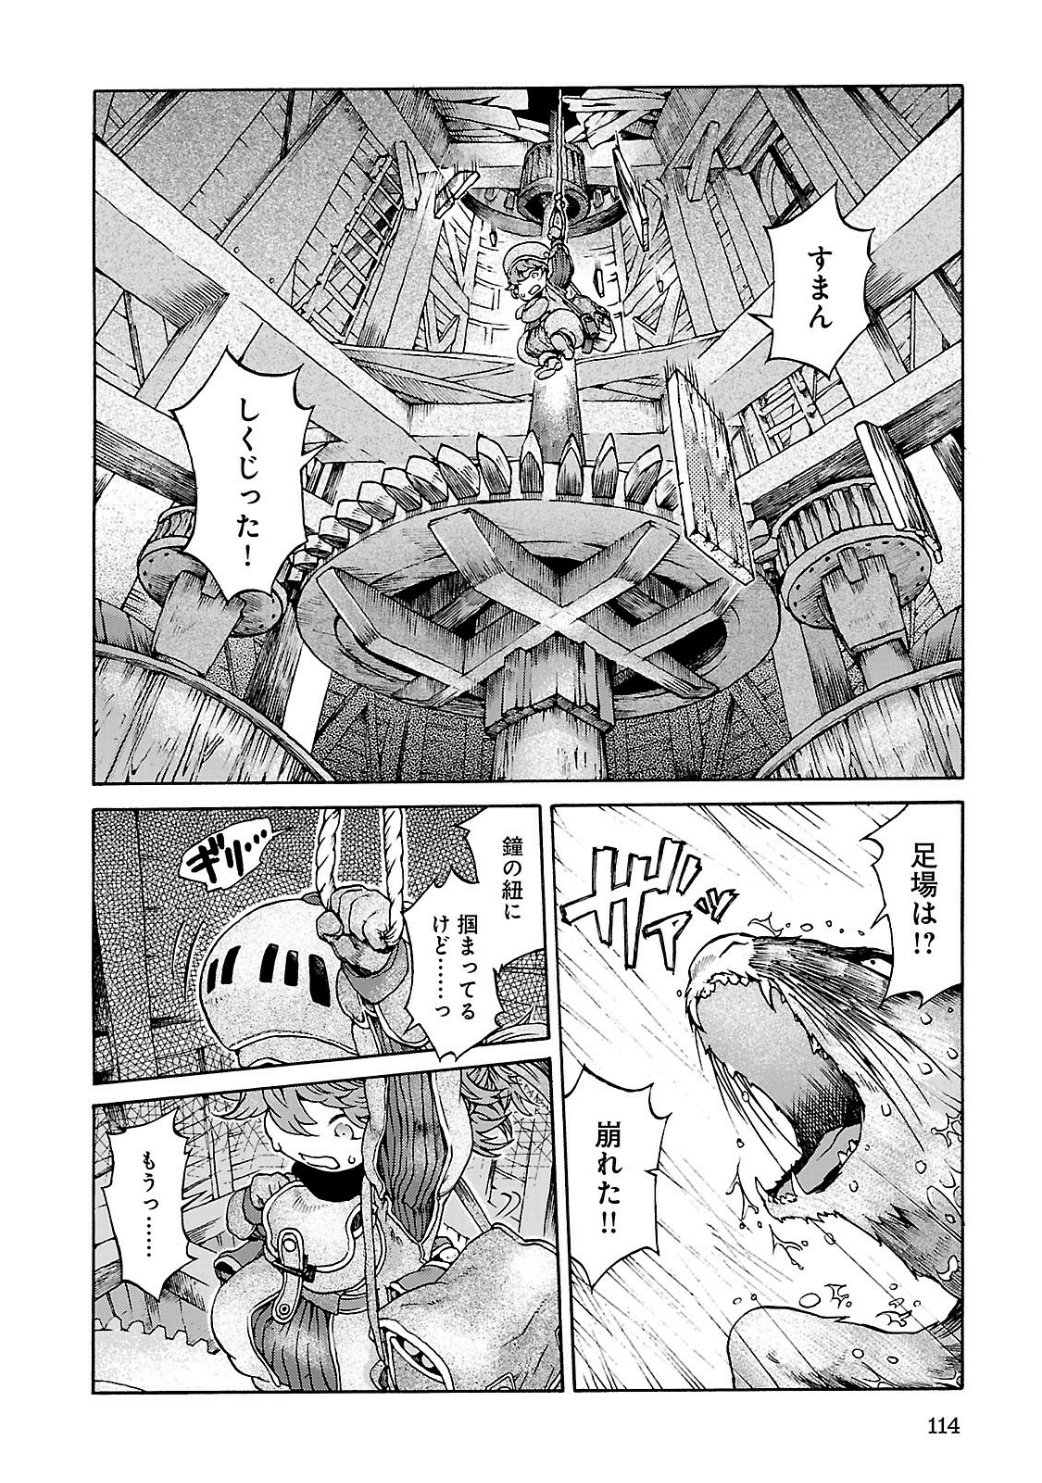 すまん
しくじった!
足場は!?
ザァッ
崩れた!!
鐘の紐に
掴まってる
けど………っ
ギリ…
もうっ……
114